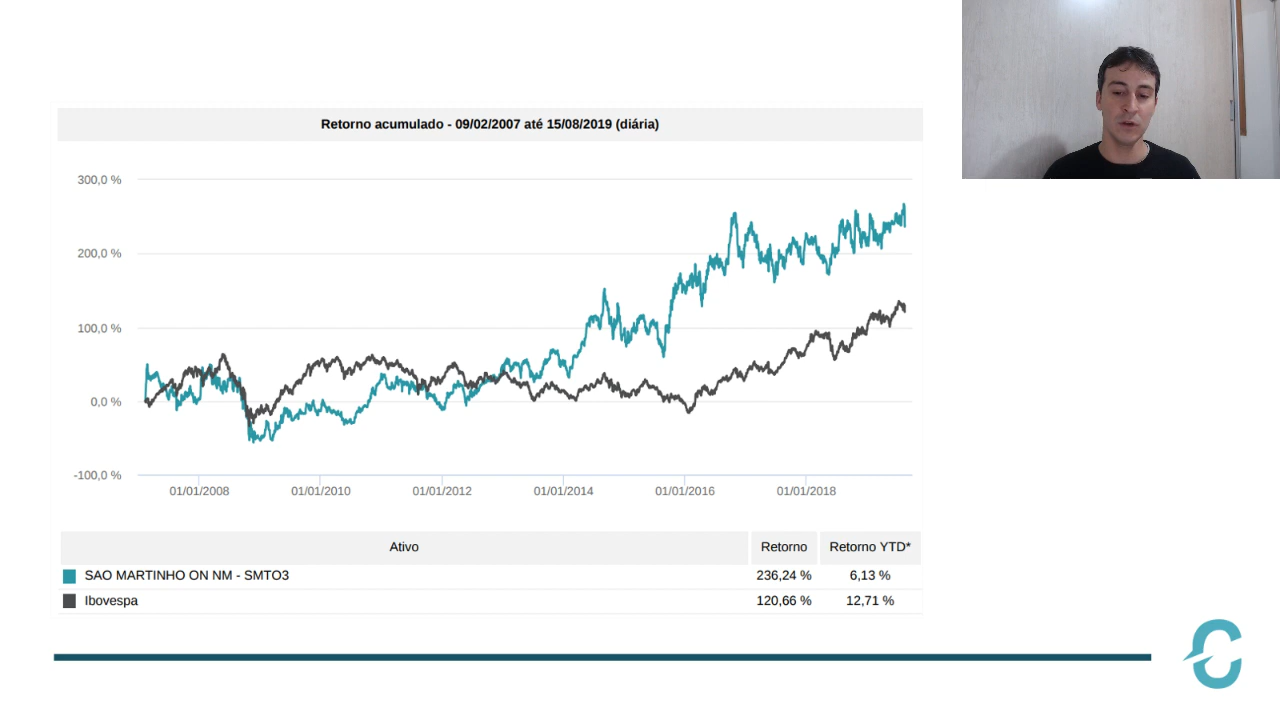 Retorno acumulado - 09/02/2007 até 15/08/2019 (diária)
300,0 %
200,0 %
100,0 %
0,0 %
-100,0 %
01/01/2008 01/01/2010 01/01/2012 01/01/2014 01/01/2016 01/01/2018
Ativo Retorno Retorno YTD*
SAO MARTINHO ON NM - SMTO3 236,24 % 6,13 %
Ibovespa 120,66 % 12,71 %